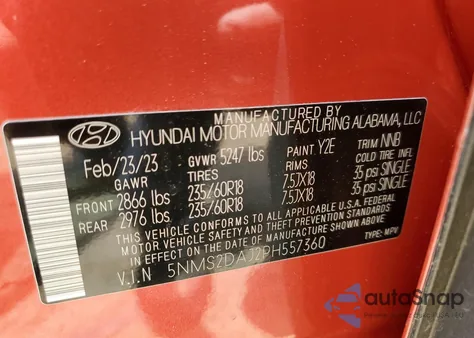 MANUFACTURED BY
HYUNDAI MOTOR MANUFACTURING ALABAMA, LLC
Feb/23/23 GVWR 5247 lbs PAINT Y2E TRIM NNB
GAWR TIRES RIMS COLD TIRE INFL.
FRONT 2866 lbs 235/60R18 7.5JX18 35 psi SINGLE
REAR 2976 lbs 235/60R18 7.5JX18 35 psi SINGLE
THIS VEHICLE CONFORMS TO ALL APPLICABLE U.S.A. FEDERAL
MOTOR VEHICLE SAFETY AND THEFT PREVENTION STANDARDS
IN EFFECT ON THE DATE OF MANUFACTURE SHOWN ABOVE.
V.I.N 5NMS2DAJ2PH557360 TYPE: MPV
autoSnap